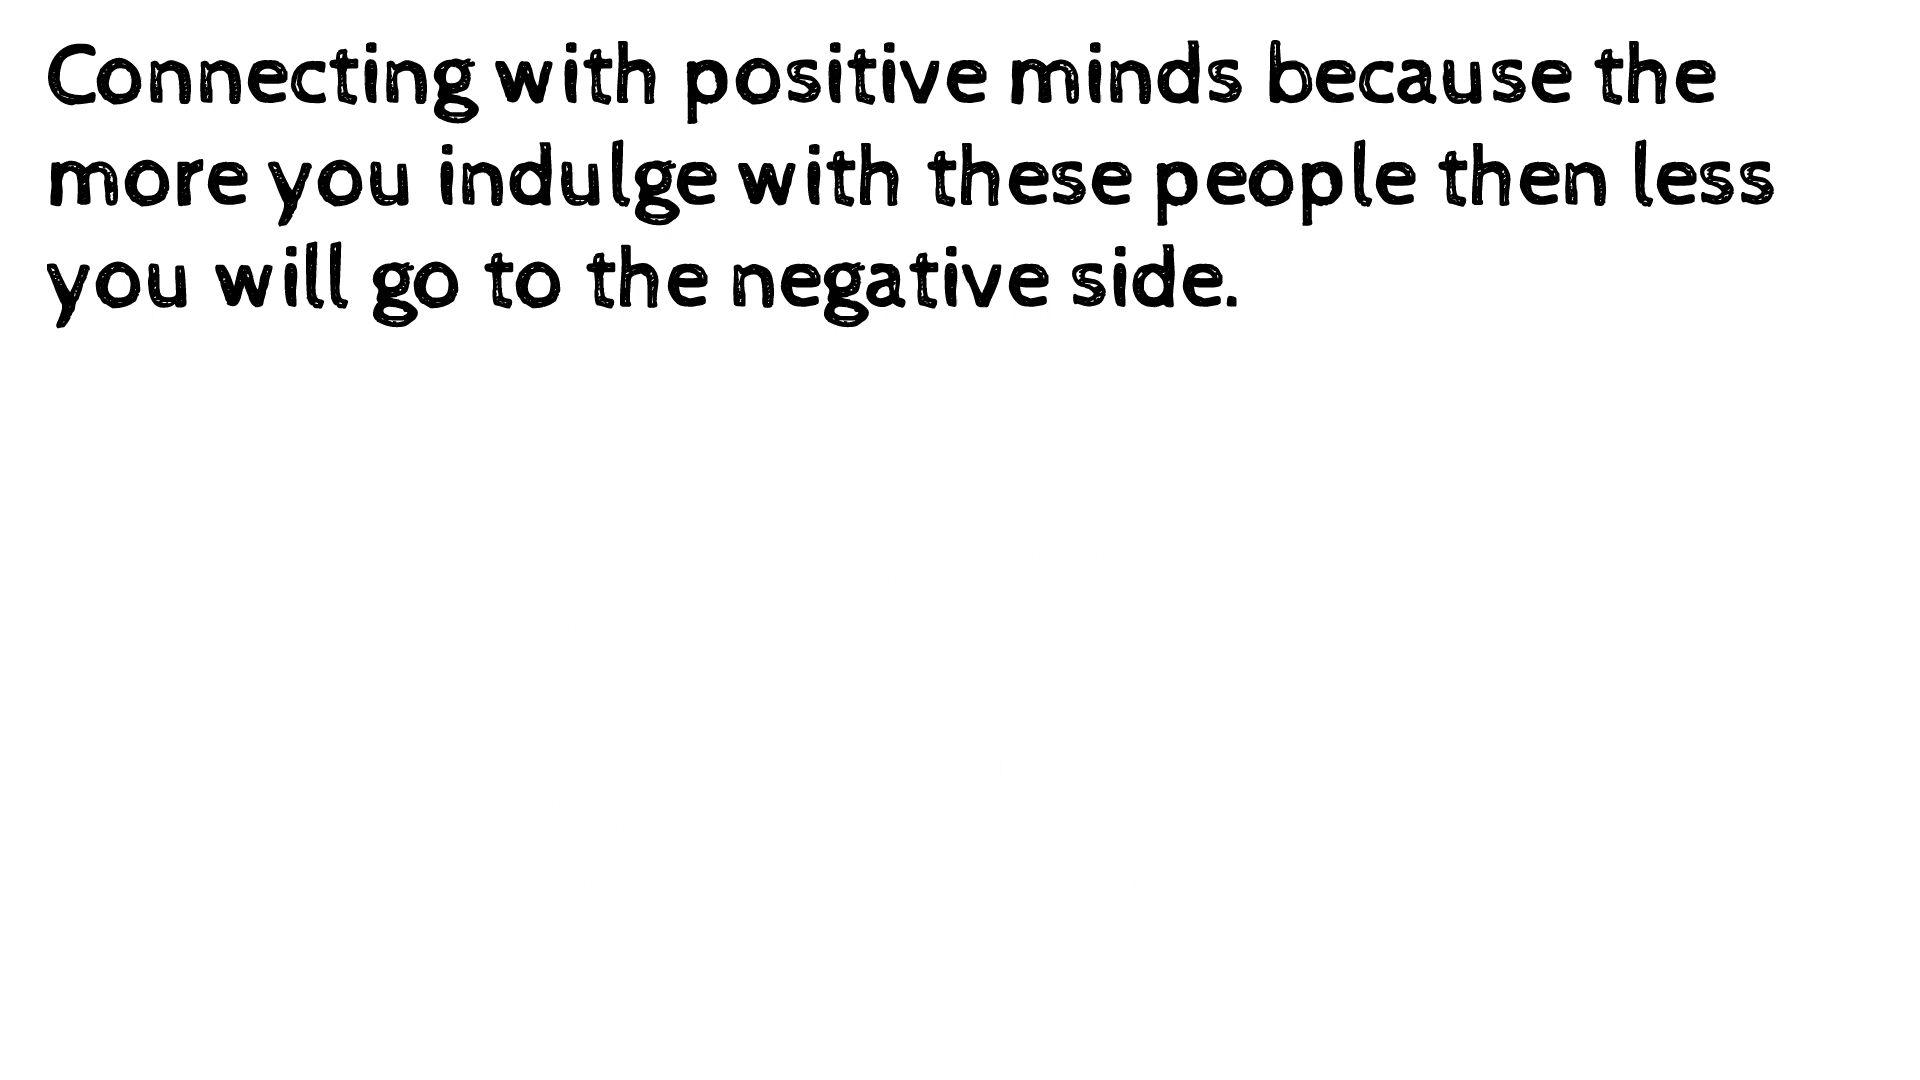 Connecting with positive minds because the
more you indulge with these people then less
you will go to the negative side.